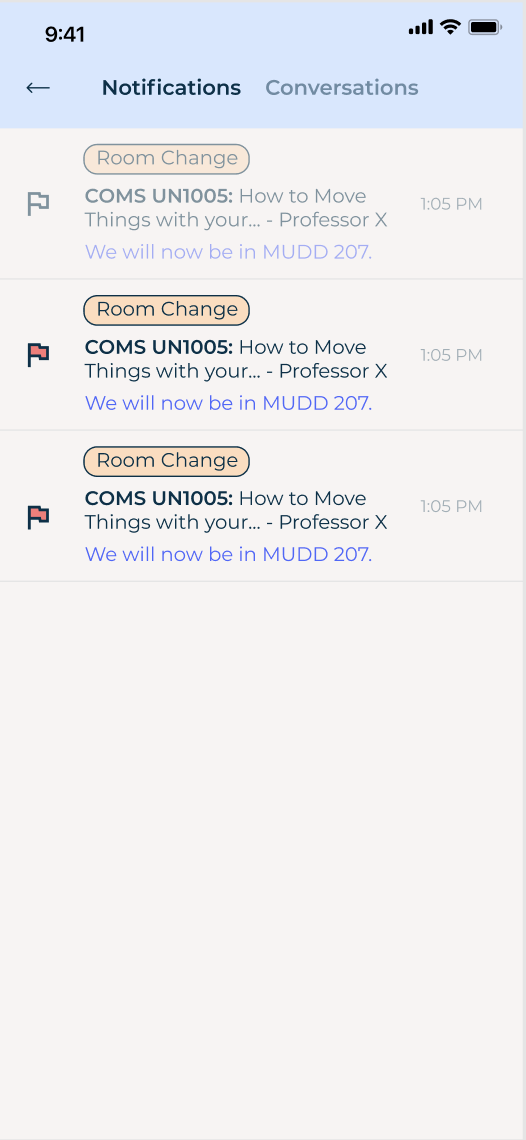 9:41
Notifications Conversations
Room Change
COMS UN1005: How to Move
Things with your... - Professor X
1:05 PM
We will now be in MUDD 207.
Room Change
COMS UN1005: How to Move
Things with your... - Professor X
1:05 PM
We will now be in MUDD 207.
Room Change
COMS UN1005: How to Move
Things with your... - Professor X
1:05 PM
We will now be in MUDD 207.